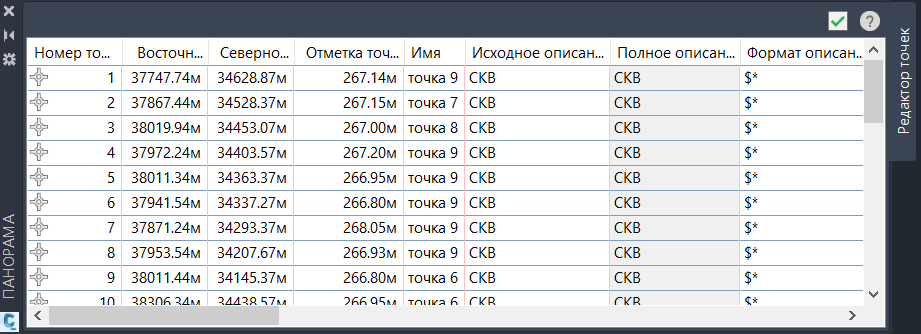 Номер то... Восточн... Северно... Отметка точ... Имя Исходное описан... Полное описан... Формат описан...
1 37747.74м 34628.87м 267.14м точка 9 СКВ СКВ $*
2 37867.44м 34528.37м 267.15м точка 7 СКВ СКВ $*
3 38019.94м 34453.07м 267.00м точка 8 СКВ СКВ $*
4 37972.24м 34403.57м 267.20м точка 9 СКВ СКВ $*
5 38011.34м 34363.37м 266.95м точка 9 СКВ СКВ $*
6 37941.54м 34337.27м 266.80м точка 9 СКВ СКВ $*
7 37871.24м 34293.37м 268.05м точка 9 СКВ СКВ $*
8 37953.54м 34207.67м 266.93м точка 9 СКВ СКВ $*
9 38011.44м 34145.37м 266.80м точка 6 СКВ СКВ $*
10 38306.34м 34438.57м 266.95м точка 6 СКВ СКВ $*
Редактор точек
ПАНОРАМА